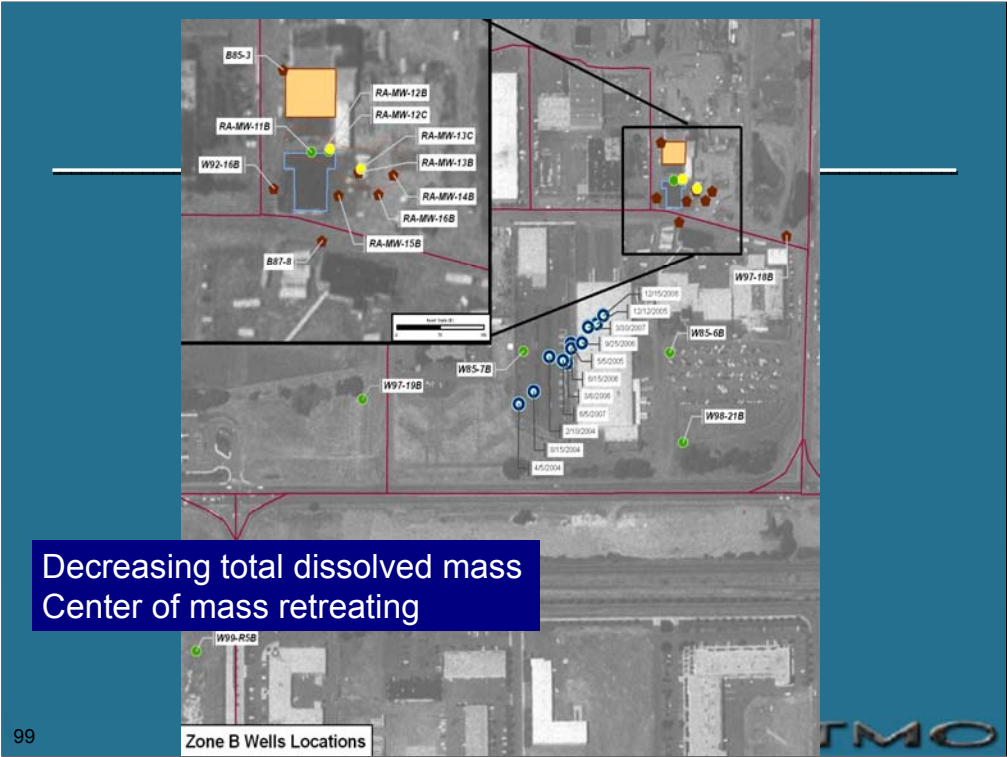 B85-3
RA-MW-12B
RA-MW-12C
RA-MW-11B
RA-MW-13C
W92-16B
RA-MW-13B
RA-MW-14B
RA-MW-16B
RA-MW-15B
B87-8
W97-18B
12/15/2006
12/12/2005
3/30/2007
9/25/2006
5/5/2005
6/15/2006
3/6/2006
6/5/2007
2/10/2004
8/15/2004
4/5/2004
W85-6B
W85-7B
W97-19B
W98-21B
Decreasing total dissolved mass
Center of mass retreating
W99-R5B
Zone B Wells Locations
99
TMO